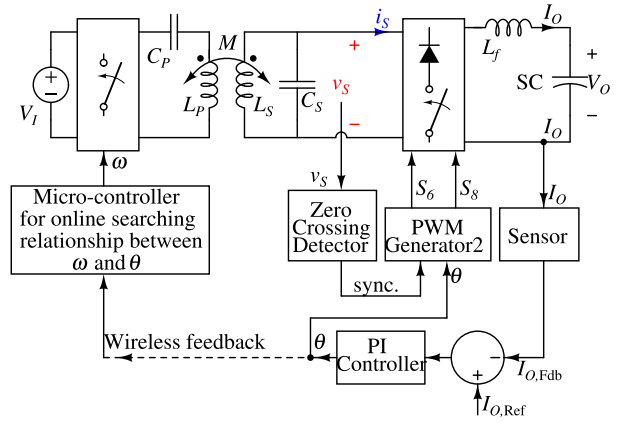 i_S
I_O
C_P
M
L_f
+
+
SC
V_O
V_I
L_P
L_S
C_S
v_S
−
−
I_O
ω
v_S
S_6
S_8
I_O
Micro-controller
for online searching
relationship between
ω and θ
Zero
Crossing
Detector
PWM
Generator2
Sensor
sync.
θ
Wireless feedback
θ
PI
Controller
−
+
I_O,Fdb
I_O,Ref